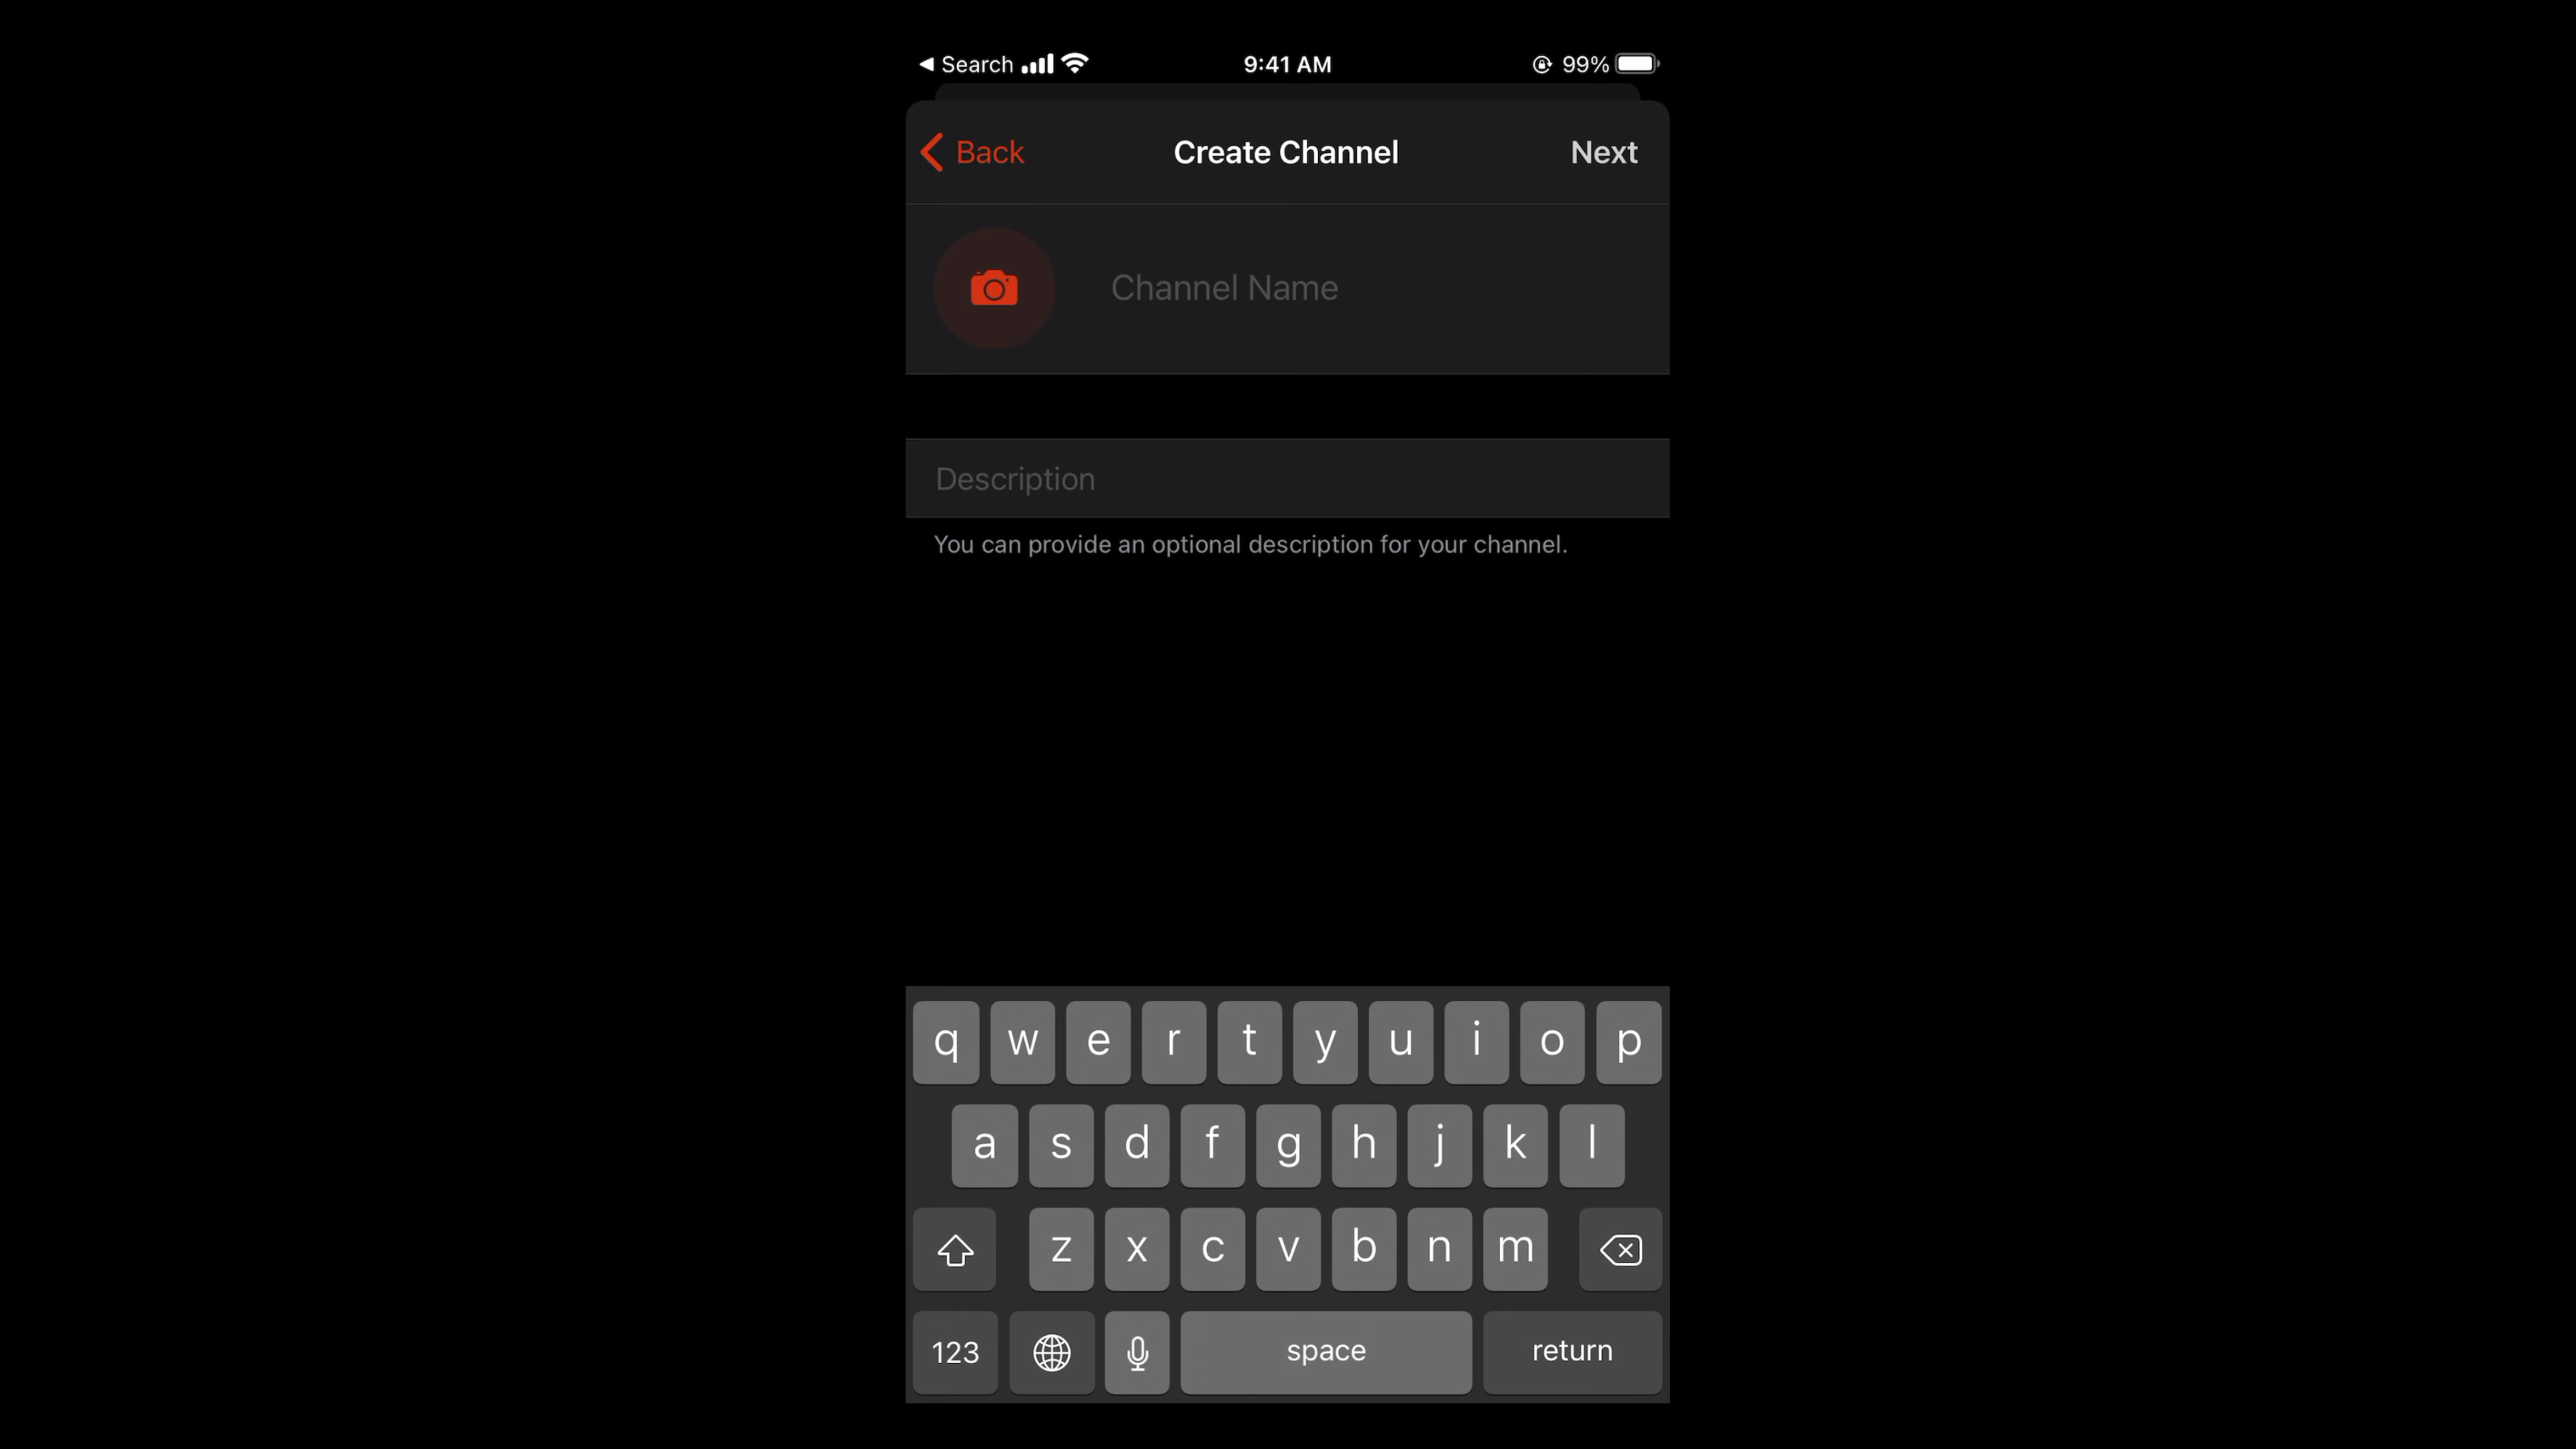 Search 9:41 AM 99%
Back Create Channel Next
Channel Name
Description
You can provide an optional description for your channel.
q w e r t y u i o p
a s d f g h j k l
z x c v b n m
123 space return